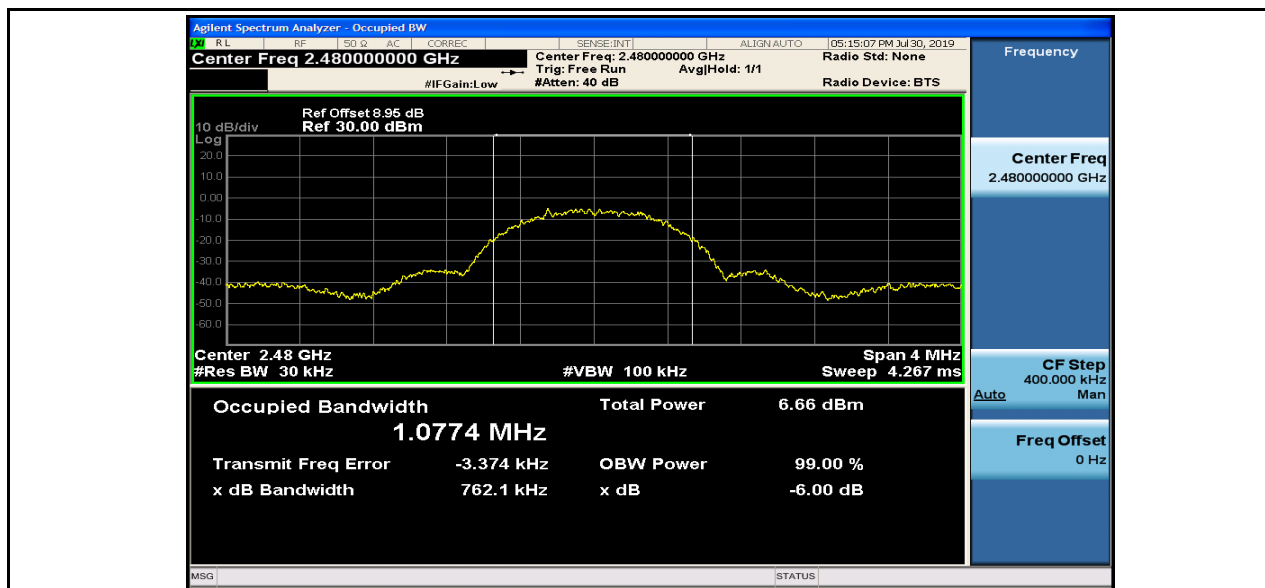 Agilent Spectrum Analyzer - Occupied BW
LXI RL RF 50 Ω AC CORREC SENSE:INT ALIGN AUTO 05:15:07 PM Jul 30, 2019
Center Freq 2.480000000 GHz
Center Freq: 2.480000000 GHz
Radio Std: None
Trig: Free Run Avg|Hold: 1/1
#IFGain:Low
#Atten: 40 dB
Radio Device: BTS
Ref Offset 8.95 dB
10 dB/div Ref 30.00 dBm
Log
20.0
10.0
0.00
-10.0
-20.0
-30.0
-40.0
-50.0
-60.0
Center 2.48 GHz Span 4 MHz
#Res BW 30 kHz #VBW 100 kHz Sweep 4.267 ms
Occupied Bandwidth Total Power 6.66 dBm
1.0774 MHz
Transmit Freq Error -3.374 kHz OBW Power 99.00 %
x dB Bandwidth 762.1 kHz x dB -6.00 dB
MSG STATUS
Frequency
Center Freq
2.480000000 GHz
CF Step
400.000 kHz
Auto Man
Freq Offset
0 Hz